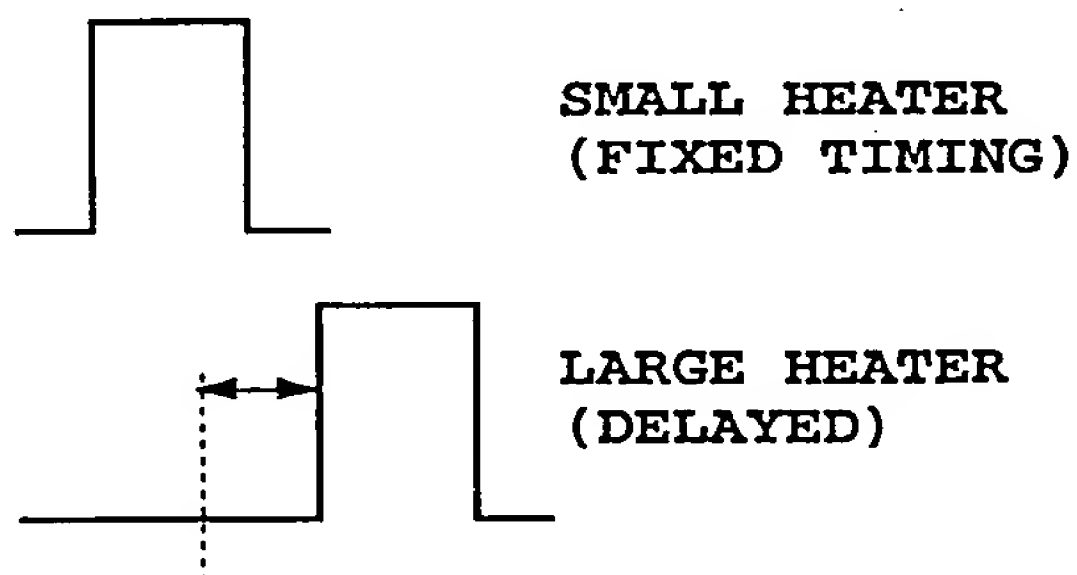 SMALL HEATER
(FIXED TIMING)
LARGE HEATER
(DELAYED)